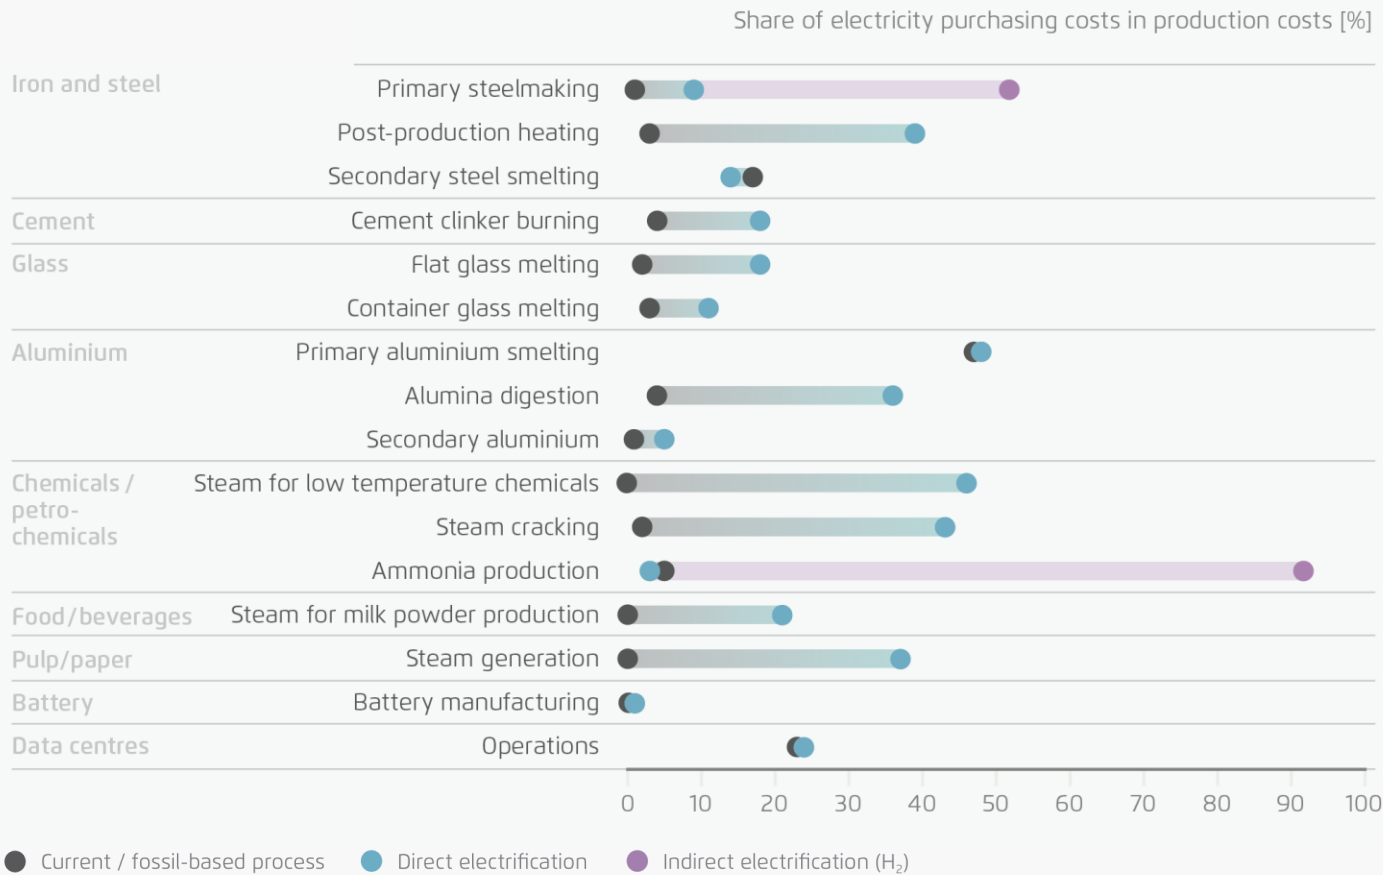 Share of electricity purchasing costs in production costs [%]
Iron and steel
Primary steelmaking
Post-production heating
Secondary steel smelting
Cement
Cement clinker burning
Glass
Flat glass melting
Container glass melting
Aluminium
Primary aluminium smelting
Alumina digestion
Secondary aluminium
Chemicals /
petro-
chemicals
Steam for low temperature chemicals
Steam cracking
Ammonia production
Food/beverages
Steam for milk powder production
Pulp/paper
Steam generation
Battery
Battery manufacturing
Data centres
Operations
0 10 20 30 40 50 60 70 80 90 100
Current / fossil-based process
Direct electrification
Indirect electrification (H₂)